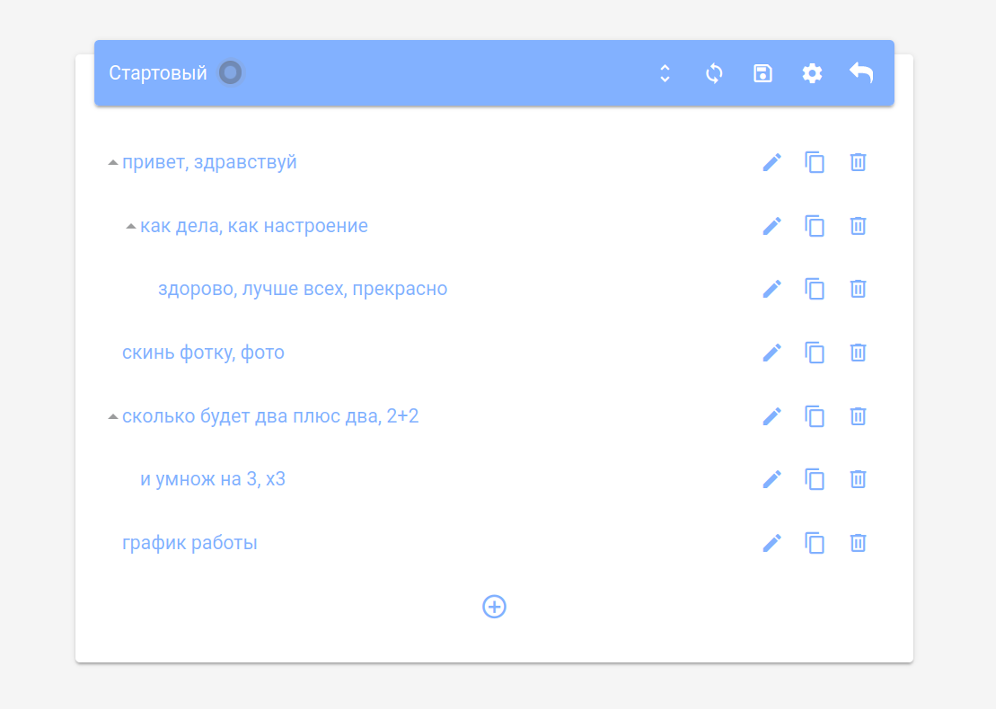 Стартовый
привет, здравствуй
как дела, как настроение
здорово, лучше всех, прекрасно
скинь фотку, фото
сколько будет два плюс два, 2+2
и умнож на 3, x3
график работы